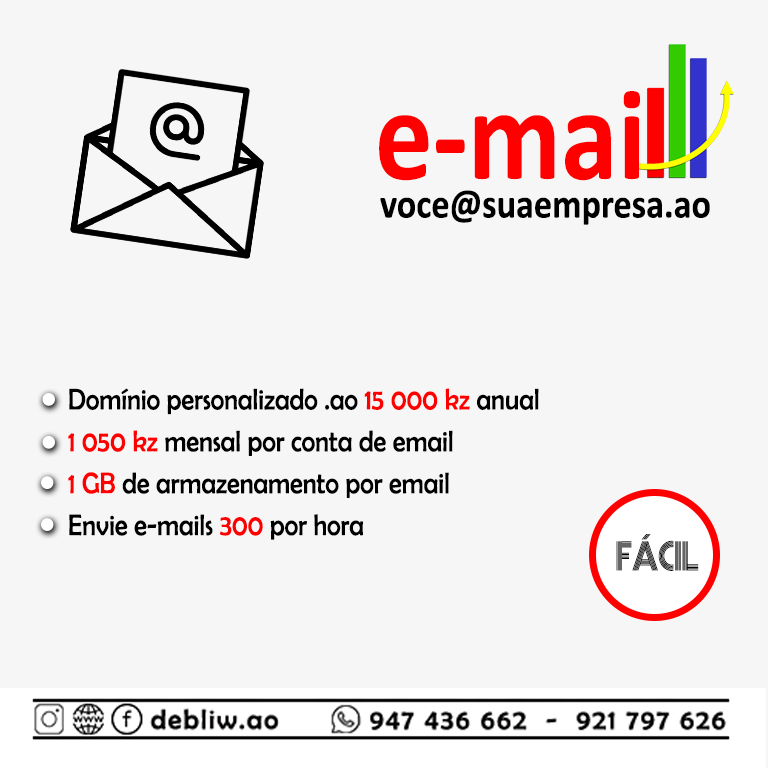 @
e-mail
voce@suaempresa.ao
Domínio personalizado .ao 15 000 kz anual
1 050 kz mensal por conta de email
1 GB de armazenamento por email
Envie e-mails 300 por hora
FÁCIL
debliw.ao 947 436 662 - 921 797 626